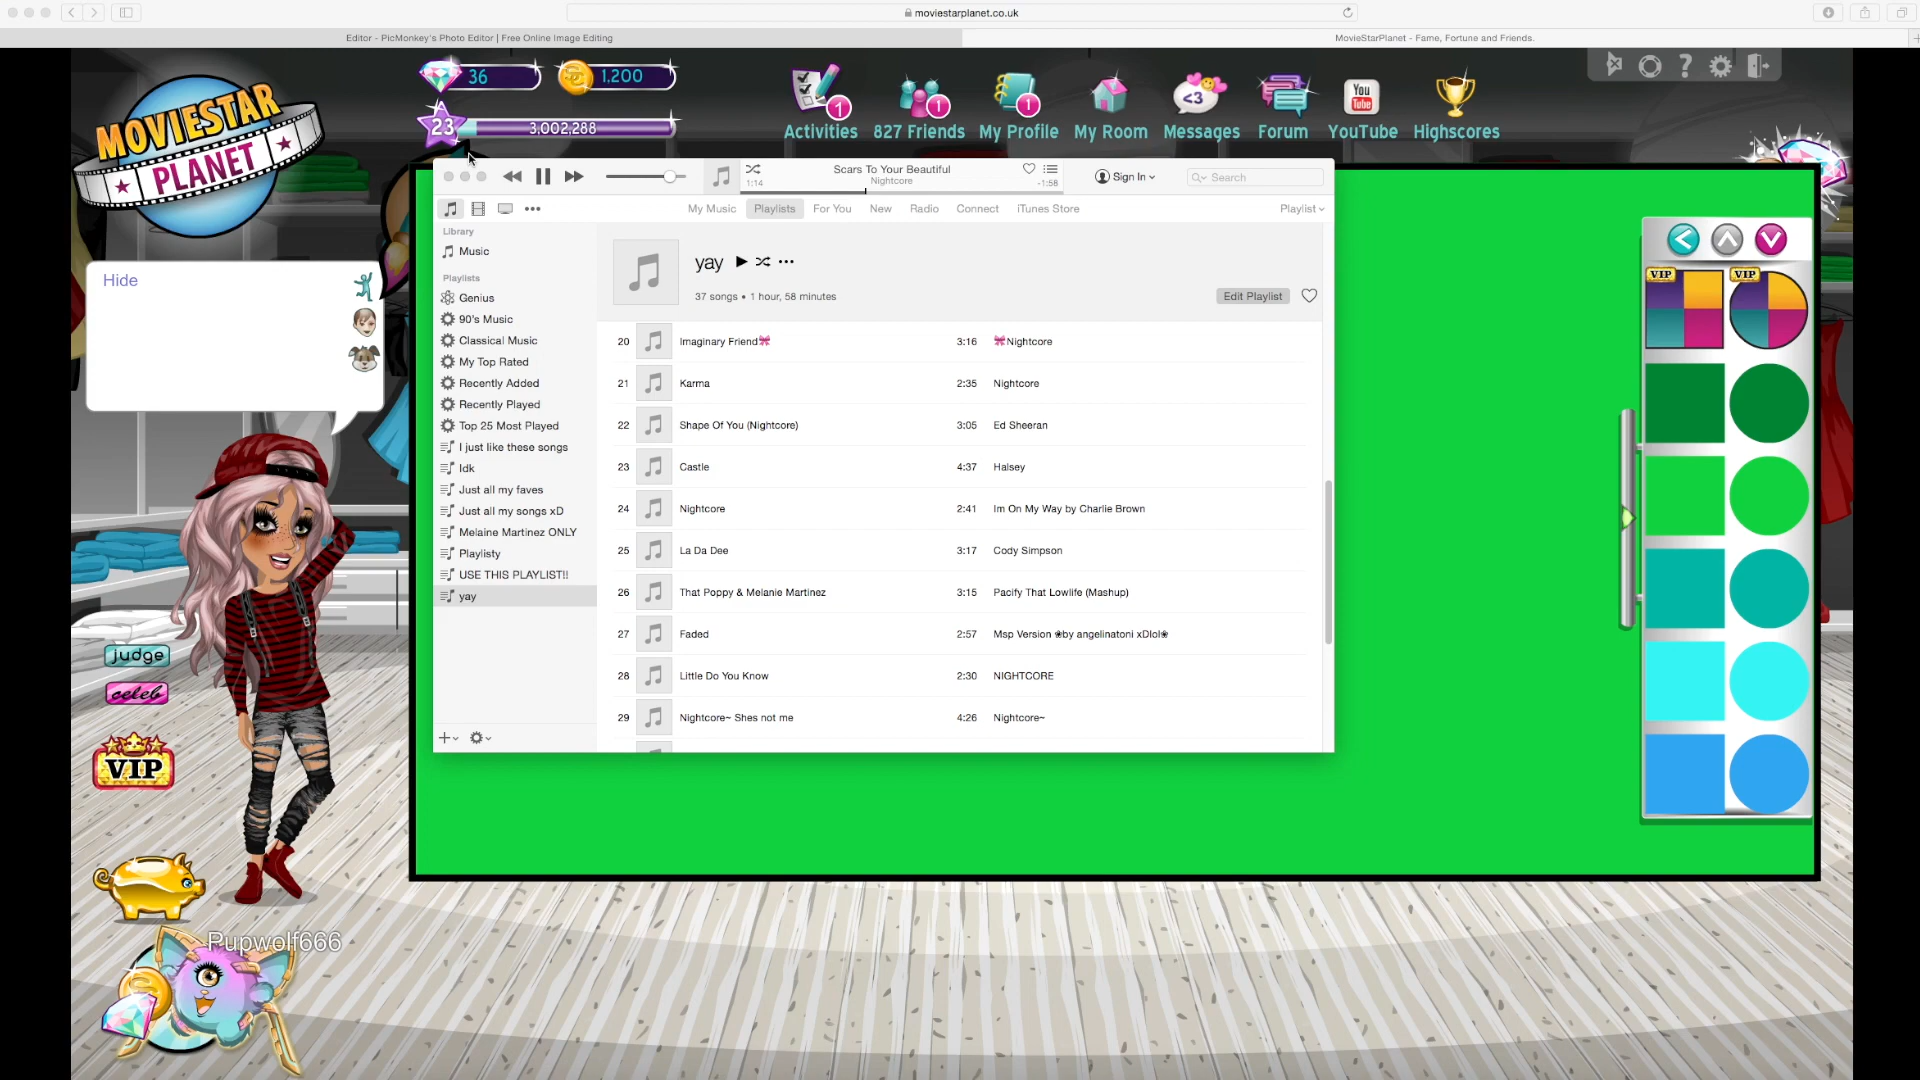 moviestarplanet.co.uk
Editor - PicMonkey's Photo Editor | Free Online Image Editing
MovieStarPlanet - Fame, Fortune and Friends.
MOVIESTAR
PLANET
36
1,200
23
3,002,288
1
Activities
1
827 Friends
1
My Profile
My Room
<3
Messages
Forum
You
Tube
YouTube
Highscores
?
Scars To Your Beautiful
Nightcore
1:14
-1:58
Sign In
Search
My Music
Playlists
For You
New
Radio
Connect
iTunes Store
Playlist
Library
Music
Playlists
Genius
90's Music
Classical Music
My Top Rated
Recently Added
Recently Played
Top 25 Most Played
I just like these songs
Idk
Just all my faves
Just all my songs xD
Melaine Martinez ONLY
Playlisty
USE THIS PLAYLIST!!
yay
yay
37 songs • 1 hour, 58 minutes
Edit Playlist
20 Imaginary Friend🎀 3:16 🎀Nightcore
21 Karma 2:35 Nightcore
22 Shape Of You (Nightcore) 3:05 Ed Sheeran
23 Castle 4:37 Halsey
24 Nightcore 2:41 Im On My Way by Charlie Brown
25 La Da Dee 3:17 Cody Simpson
26 That Poppy & Melanie Martinez 3:15 Pacify That Lowlife (Mashup)
27 Faded 2:57 Msp Version ❀by angelinatoni xDlol❀
28 Little Do You Know 2:30 NIGHTCORE
29 Nightcore~ Shes not me 4:26 Nightcore~
Hide
judge
celeb
VIP
Pupwolf666
VIP
VIP